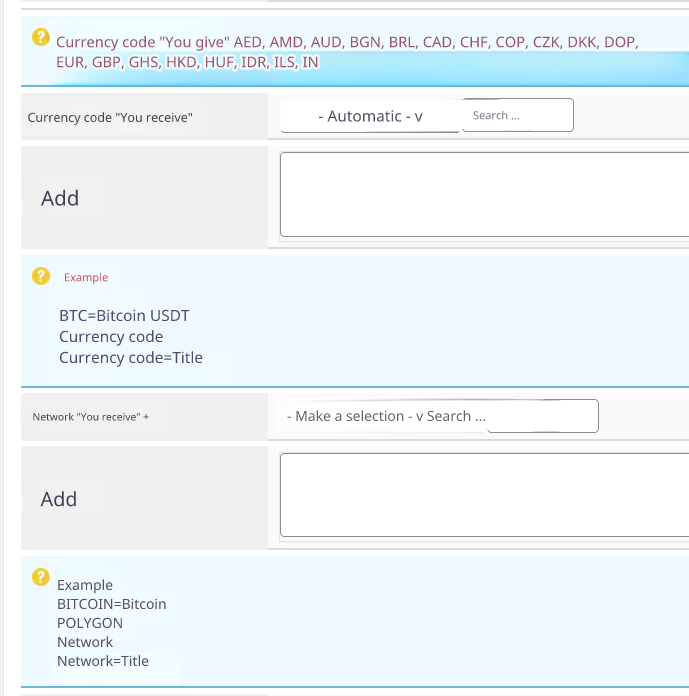 Currency code "You give" AED, AMD, AUD, BGN, BRL, CAD, CHF, COP, CZK, DKK, DOP,
EUR, GBP, GHS, HKD, HUF, IDR, ILS, IN
Currency code "You receive"
- Automatic - v
Search ...
Add
Example
BTC=Bitcoin USDT
Currency code
Currency code=Title
Network "You receive" +
- Make a selection - v Search ...
Add
Example
BITCOIN=Bitcoin
POLYGON
Network
Network=Title